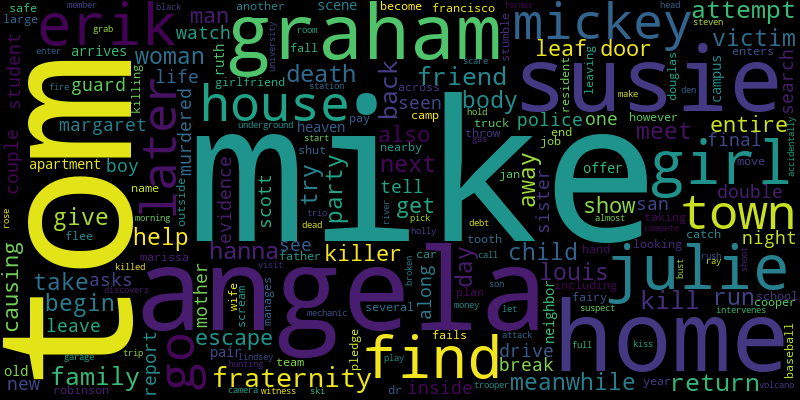 member
black
another
scene
francisco
become
former
head
safe
large
grab
erik
man
graham
mickey
attempt
steven
watch
room
stumble
student
enter
woman
ruth
fall
death
leaf
door
victim
guard
life
girlfriend
university
friend
across
seen
susie
resident
leaving
douglas
campus
enters
search
tom
killing
fire
station
scare
make
den
margaret
murdered
later
house
back
body
police
one
however
couple
underground
heaven
pay
camp
hold
truck
throw
end
job
meet
final
entire
accidentally
apartment
boy
evidence
shut
start
also
nearby
gas
mike
girl
move
name
outside
scott
try
party
next
tell
away
jan
offer
show
san
double
give
morning
dead
trio
river
get
pick
sister
almost
taking
compete
town
rose
flee
help
holly
debt
catch
night
hanna
see
father
killer
tooth
call
child
looking
hand
julie
causing
killed
marissa
visit
angela
car
day
louis
including
bust
rush
shoot
take
asks
discovers
mother
wife
scream
manages
several
along
broken
plan
son
neighbor
fairy
kill
run
school
ray
begin
go
escape
mechanic
money
let
suspect
intervenes
cooper
leave
report
pair
team
fails
attack
drive
home
baseball
garage
lindsey
pledge
find
break
full
kiss
old
trip
family
hunting
fraternity
play
new
robinson
camera
witness
ski
dr
inside
trooper
meanwhile
year
return
volcano